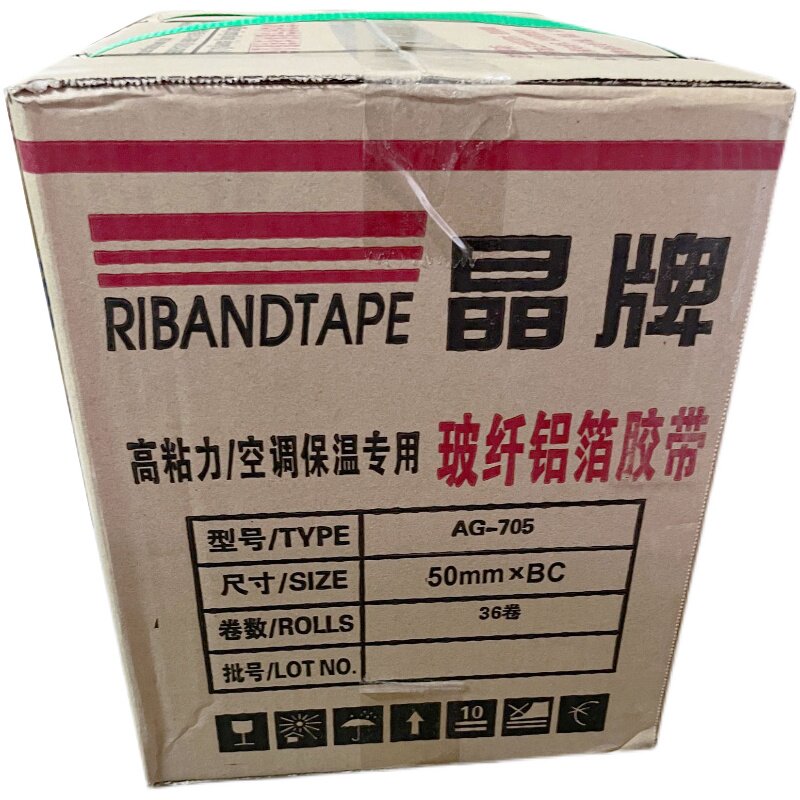 RIBANDTAPE 晶牌
高粘力/空调保温专用 玻纤铝箔胶带
型号/TYPE AG-705
尺寸/SIZE 50mm×BC
卷数/ROLLS 36卷
批号/LOT NO.
10